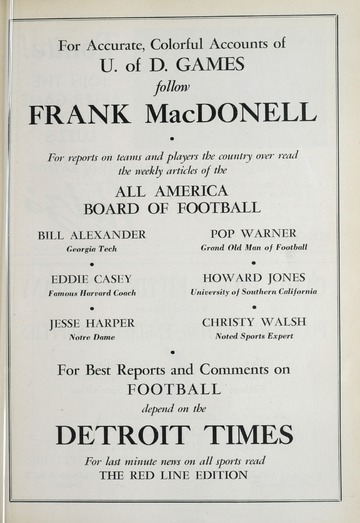 For Accurate, Colorful Accounts of
U. of D. GAMES
follow
FRANK MacDONELL
•
For reports on teams and players the country over read
the weekly articles of the
ALL AMERICA
BOARD OF FOOTBALL
BILL ALEXANDER
Georgia Tech
•
EDDIE CASEY
Famous Harvard Coach
•
JESSE HARPER
Notre Dame
POP WARNER
Grand Old Man of Football
•
HOWARD JONES
University of Southern California
•
CHRISTY WALSH
Noted Sports Expert
•
For Best Reports and Comments on
FOOTBALL
depend on the
DETROIT TIMES
For last minute news on all sports read
THE RED LINE EDITION